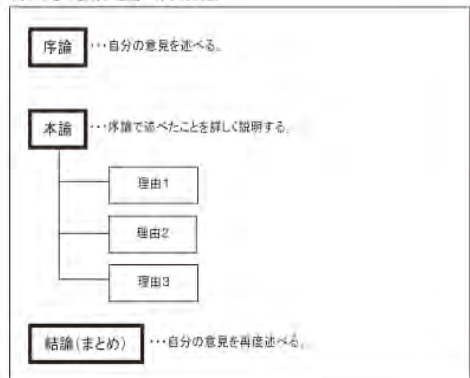 序論 ・・・自分の意見を述べる。
本論 ・・・序論で述べたことを詳しく説明する。
理由1
理由2
理由3
結論(まとめ) ・・・自分の意見を再度述べる。